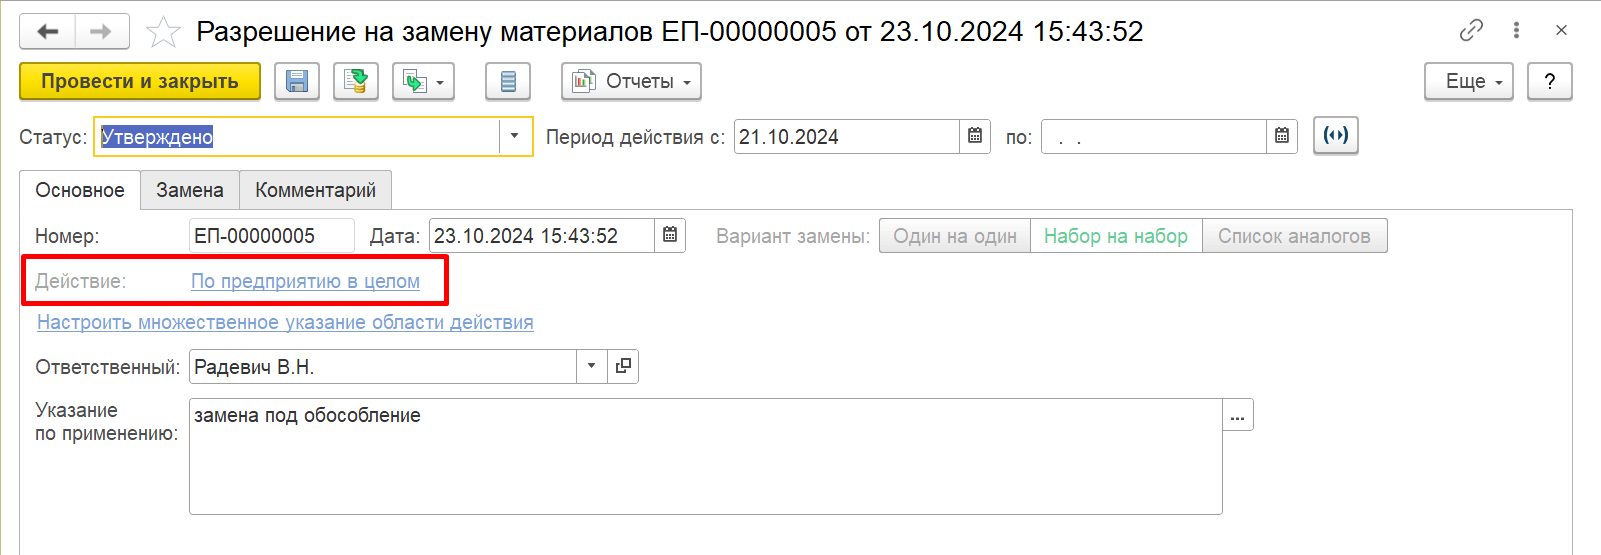 Разрешение на замену материалов ЕП-00000005 от 23.10.2024 15:43:52
Провести и закрыть Отчеты Еще ?
Статус: Утверждено Период действия с: 21.10.2024 по: . .
Основное Замена Комментарий
Номер: ЕП-00000005 Дата: 23.10.2024 15:43:52 Вариант замены: Один на один Набор на набор Список аналогов
Действие: По предприятию в целом
Настроить множественное указание области действия
Ответственный: Радевич В.Н.
Указание
по применению:
замена под обособление
...